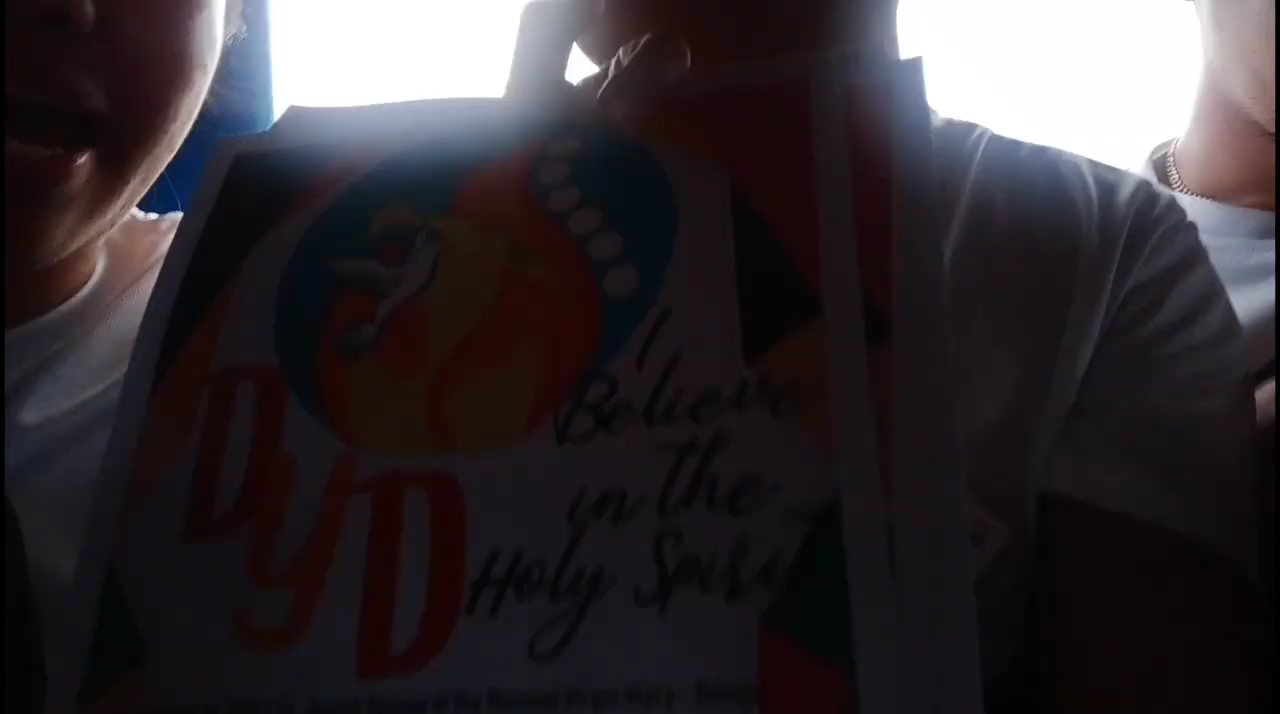 DYD
I
Believe
in the
Holy Spirit